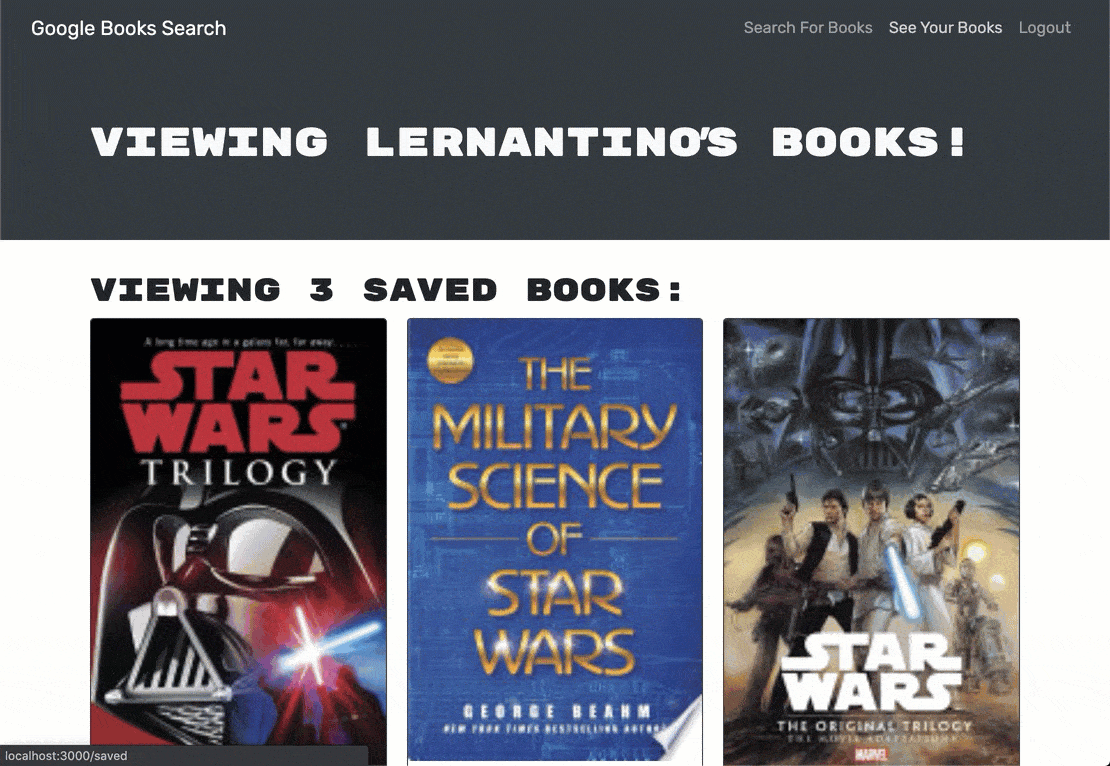 Google Books Search
Search For Books See Your Books Logout
VIEWING LERNANTINO'S BOOKS!
VIEWING 3 SAVED BOOKS:
A long time ago in a galaxy far, far away. . . .
STAR
WARS
TRILOGY
THE
MILITARY
SCIENCE
OF
STAR
WARS
GEORGE BEAHM
NEW YORK TIMES BESTSELLING AUTHOR
STAR
WARS
THE ORIGINAL TRILOGY
MARVEL
localhost:3000/saved